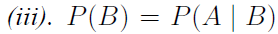 (iii). P(B) = P(A | B)